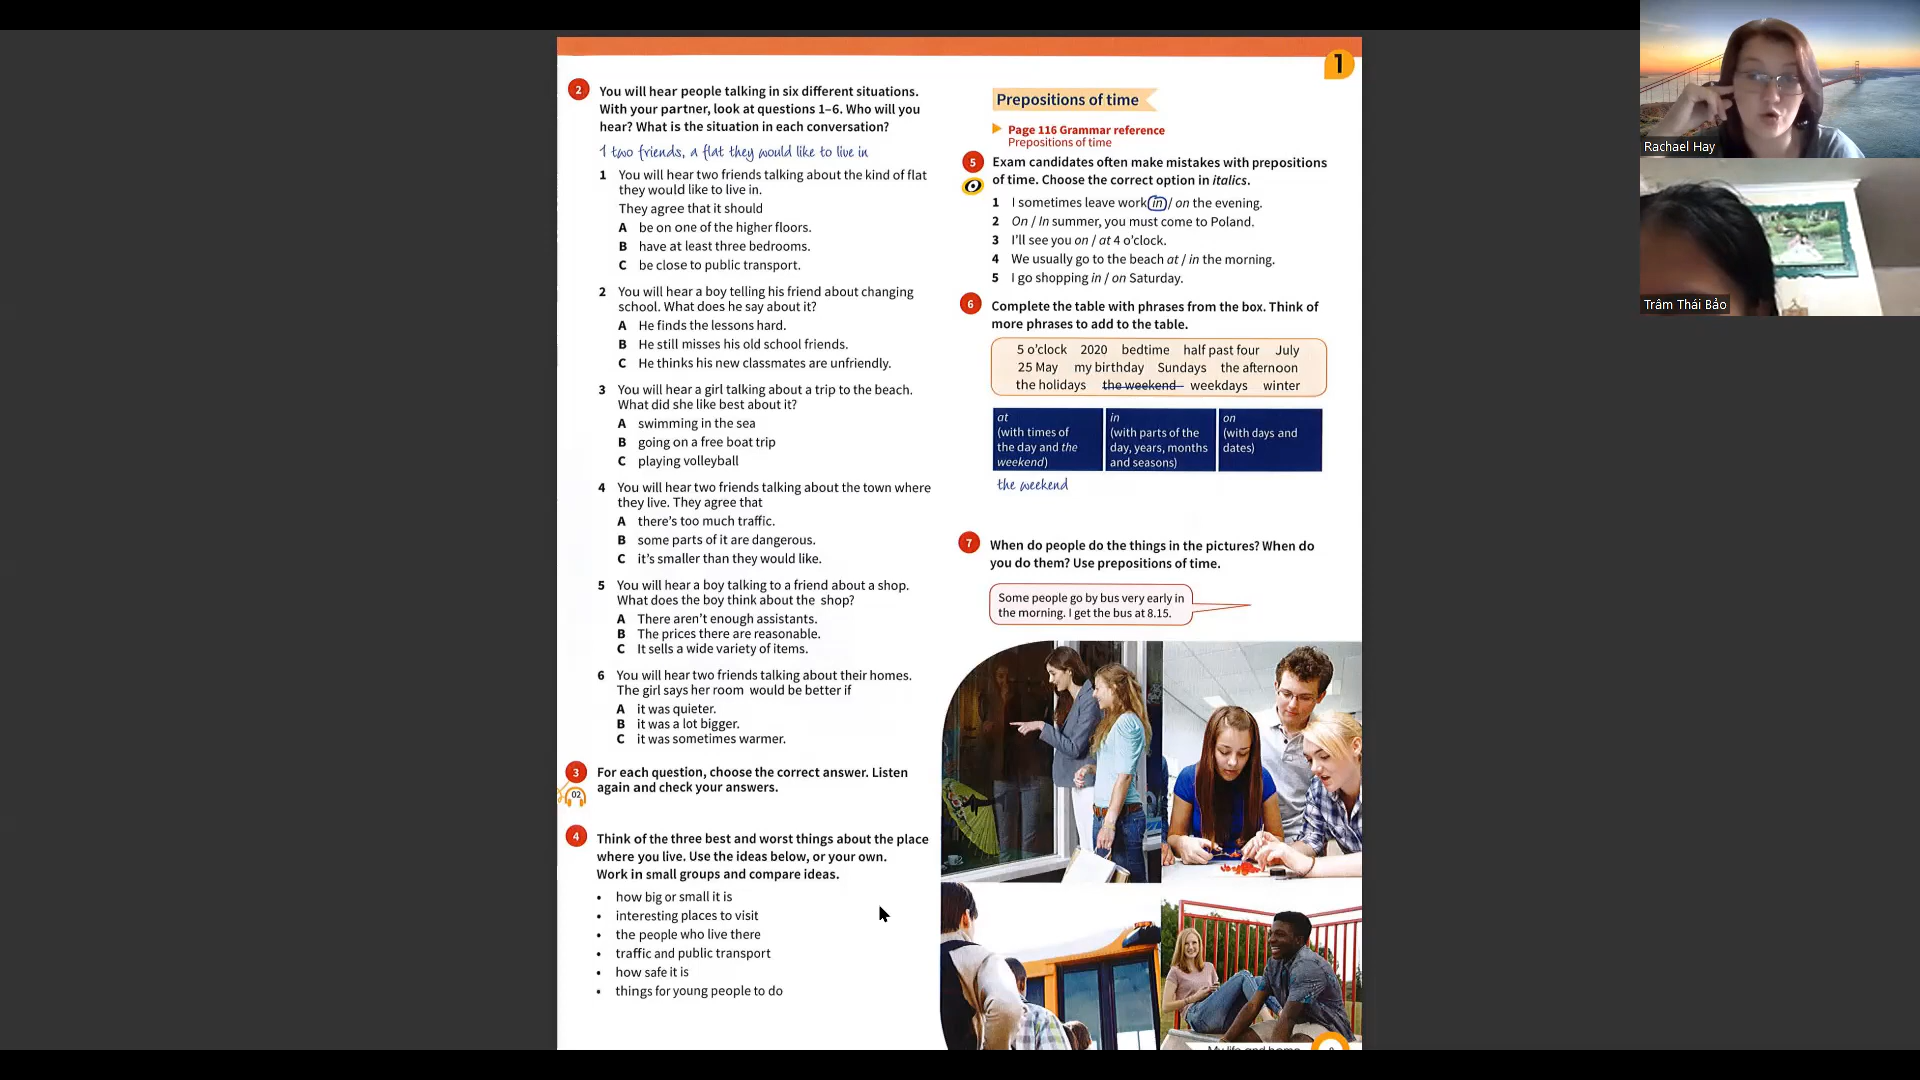 1
2
You will hear people talking in six different situations.
With your partner, look at questions 1–6. Who will you
hear? What is the situation in each conversation?
1 two friends, a flat they would like to live in
1 You will hear two friends talking about the kind of flat
they would like to live in.
They agree that it should
A be on one of the higher floors.
B have at least three bedrooms.
C be close to public transport.
2 You will hear a boy telling his friend about changing
school. What does he say about it?
A He finds the lessons hard.
B He still misses his old school friends.
C He thinks his new classmates are unfriendly.
3 You will hear a girl talking about a trip to the beach.
What did she like best about it?
A swimming in the sea
B going on a free boat trip
C playing volleyball
4 You will hear two friends talking about the town where
they live. They agree that
A there's too much traffic.
B some parts of it are dangerous.
C it's smaller than they would like.
5 You will hear a boy talking to a friend about a shop.
What does the boy think about the shop?
A There aren't enough assistants.
B The prices there are reasonable.
C It sells a wide variety of items.
6 You will hear two friends talking about their homes.
The girl says her room would be better if
A it was quieter.
B it was a lot bigger.
C it was sometimes warmer.
3
02
For each question, choose the correct answer. Listen
again and check your answers.
4
Think of the three best and worst things about the place
where you live. Use the ideas below, or your own.
Work in small groups and compare ideas.
• how big or small it is
• interesting places to visit
• the people who live there
• traffic and public transport
• how safe it is
• things for young people to do
Prepositions of time
Page 116 Grammar reference
Prepositions of time
5
Exam candidates often make mistakes with prepositions
of time. Choose the correct option in italics.
1 I sometimes leave work in / on the evening.
2 On / In summer, you must come to Poland.
3 I'll see you on / at 4 o'clock.
4 We usually go to the beach at / in the morning.
5 I go shopping in / on Saturday.
6
Complete the table with phrases from the box. Think of
more phrases to add to the table.
5 o'clock 2020 bedtime half past four July
25 May my birthday Sundays the afternoon
the holidays the weekend weekdays winter
at
(with times of
the day and the
weekend)
in
(with parts of the
day, years, months
and seasons)
on
(with days and
dates)
the weekend
7
When do people do the things in the pictures? When do
you do them? Use prepositions of time.
Some people go by bus very early in
the morning. I get the bus at 8.15.
My life and home
Rachael Hay
Trâm Thái Bảo